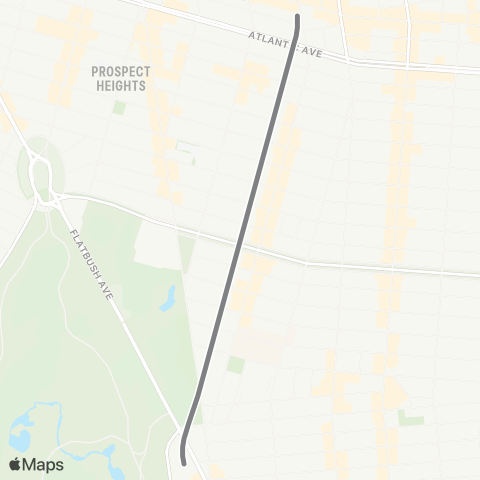 ATLANTIC AVE
PROSPECT
HEIGHTS
FLATBUSH AVE
Maps